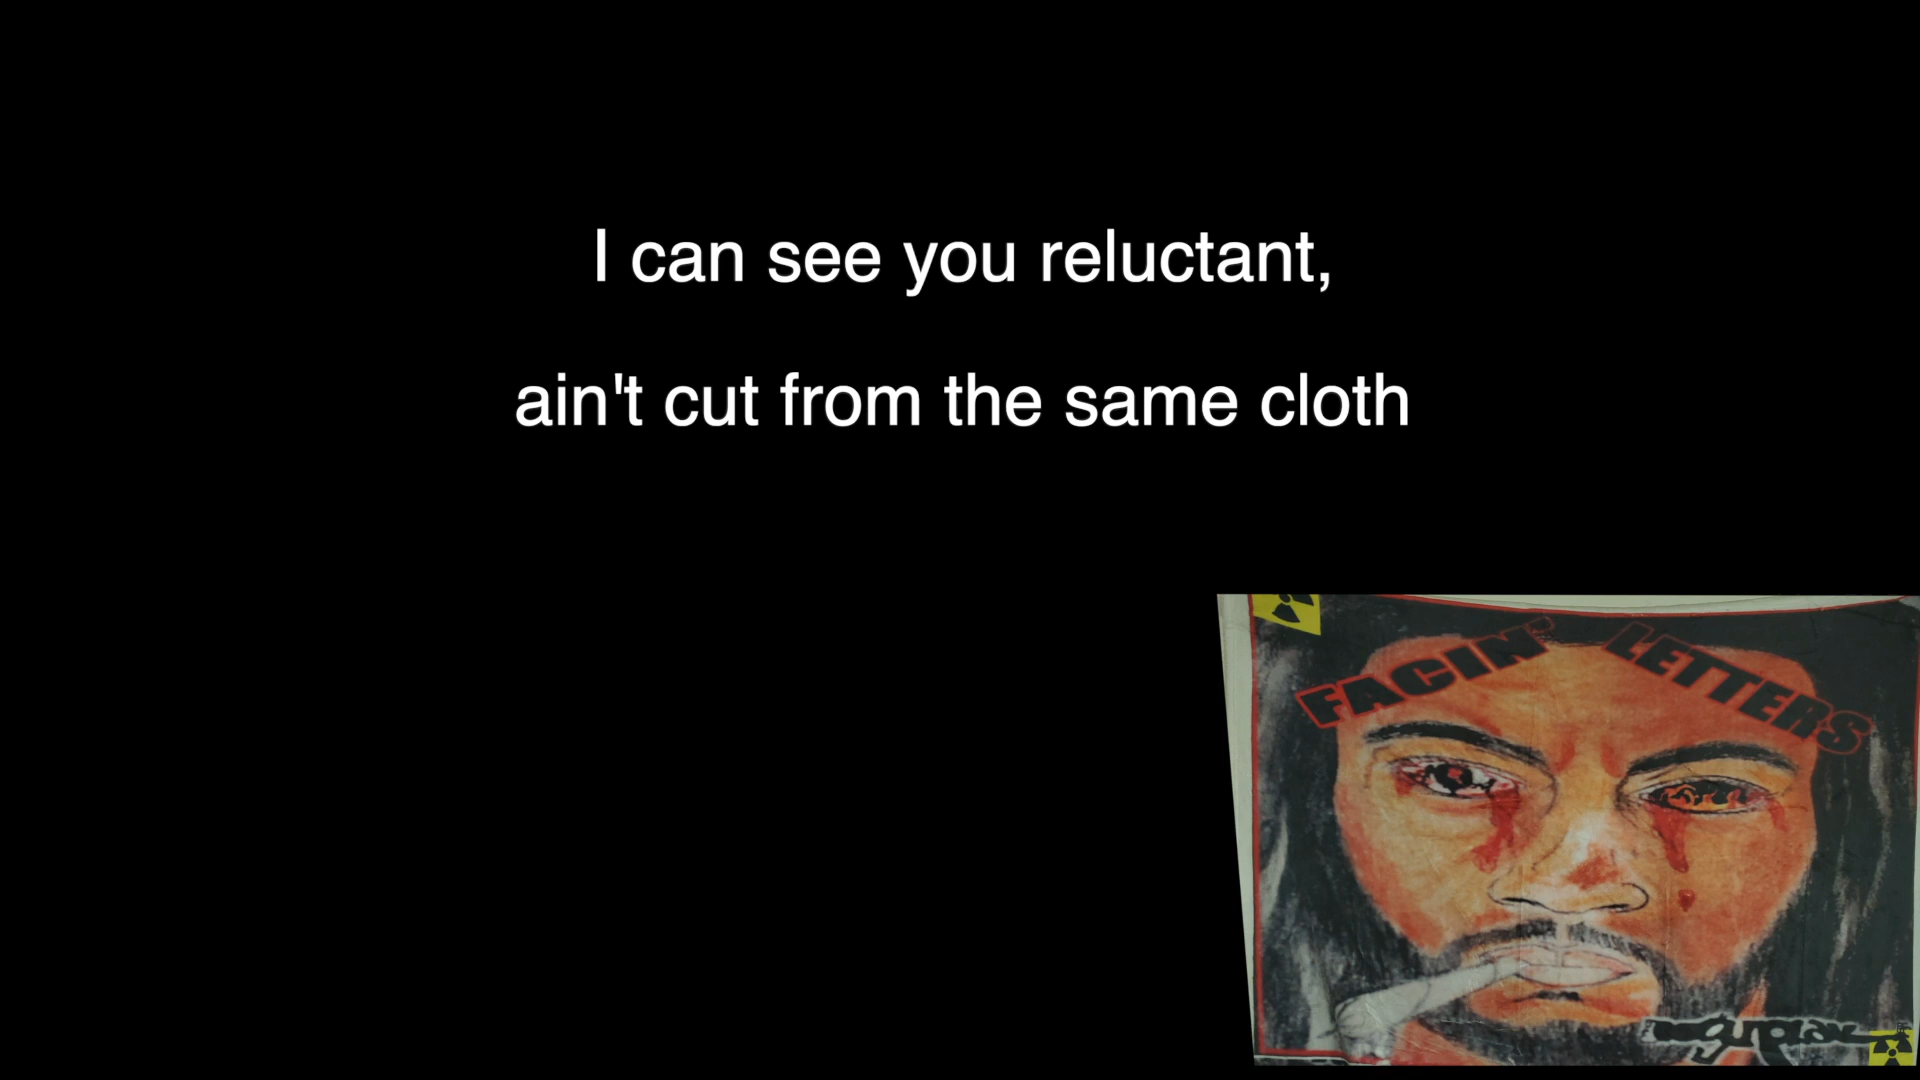 I can see you reluctant,
ain't cut from the same cloth
FACIN' LETTERS